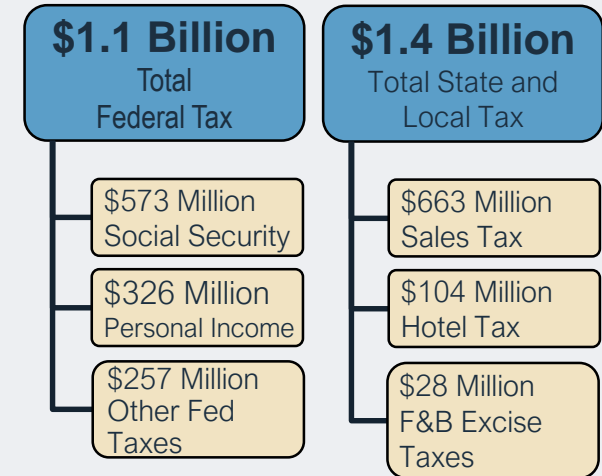 $1.1 Billion
Total
Federal Tax
$573 Million
Social Security
$326 Million
Personal Income
$257 Million
Other Fed
Taxes
$1.4 Billion
Total State and
Local Tax
$663 Million
Sales Tax
$104 Million
Hotel Tax
$28 Million
F&B Excise
Taxes